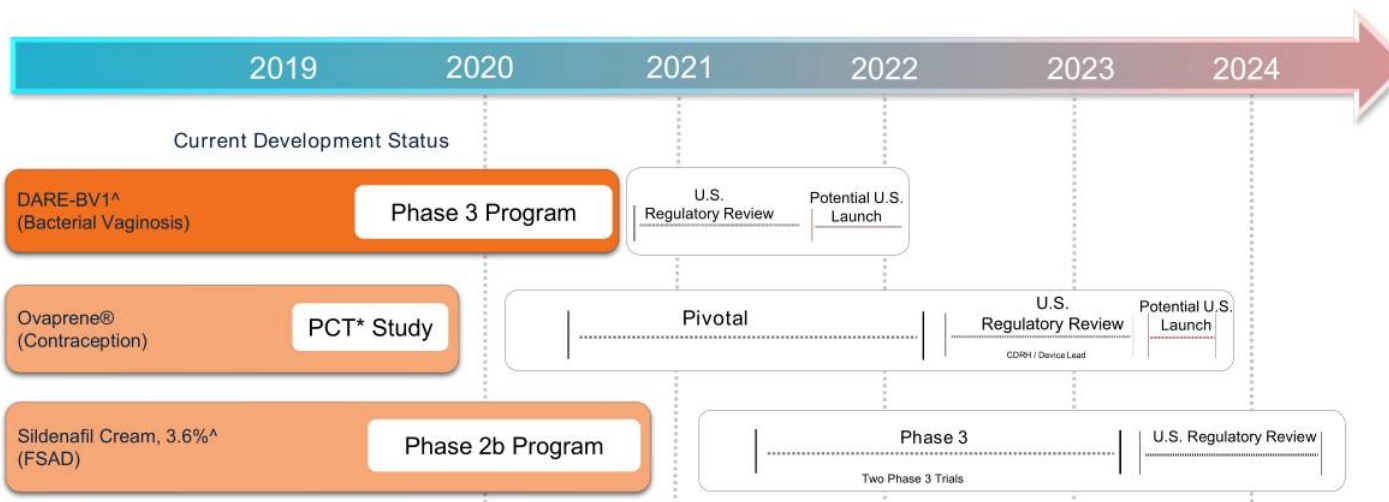 2019 2020 2021 2022 2023 2024
Current Development Status
DARE-BV1^
(Bacterial Vaginosis)
Phase 3 Program
U.S.
Regulatory Review
Potential U.S.
Launch
Ovaprene®
(Contraception)
PCT* Study
Pivotal
U.S.
Regulatory Review
CDRH / Device Lead
Potential U.S.
Launch
Sildenafil Cream, 3.6%^
(FSAD)
Phase 2b Program
Phase 3
Two Phase 3 Trials
U.S. Regulatory Review